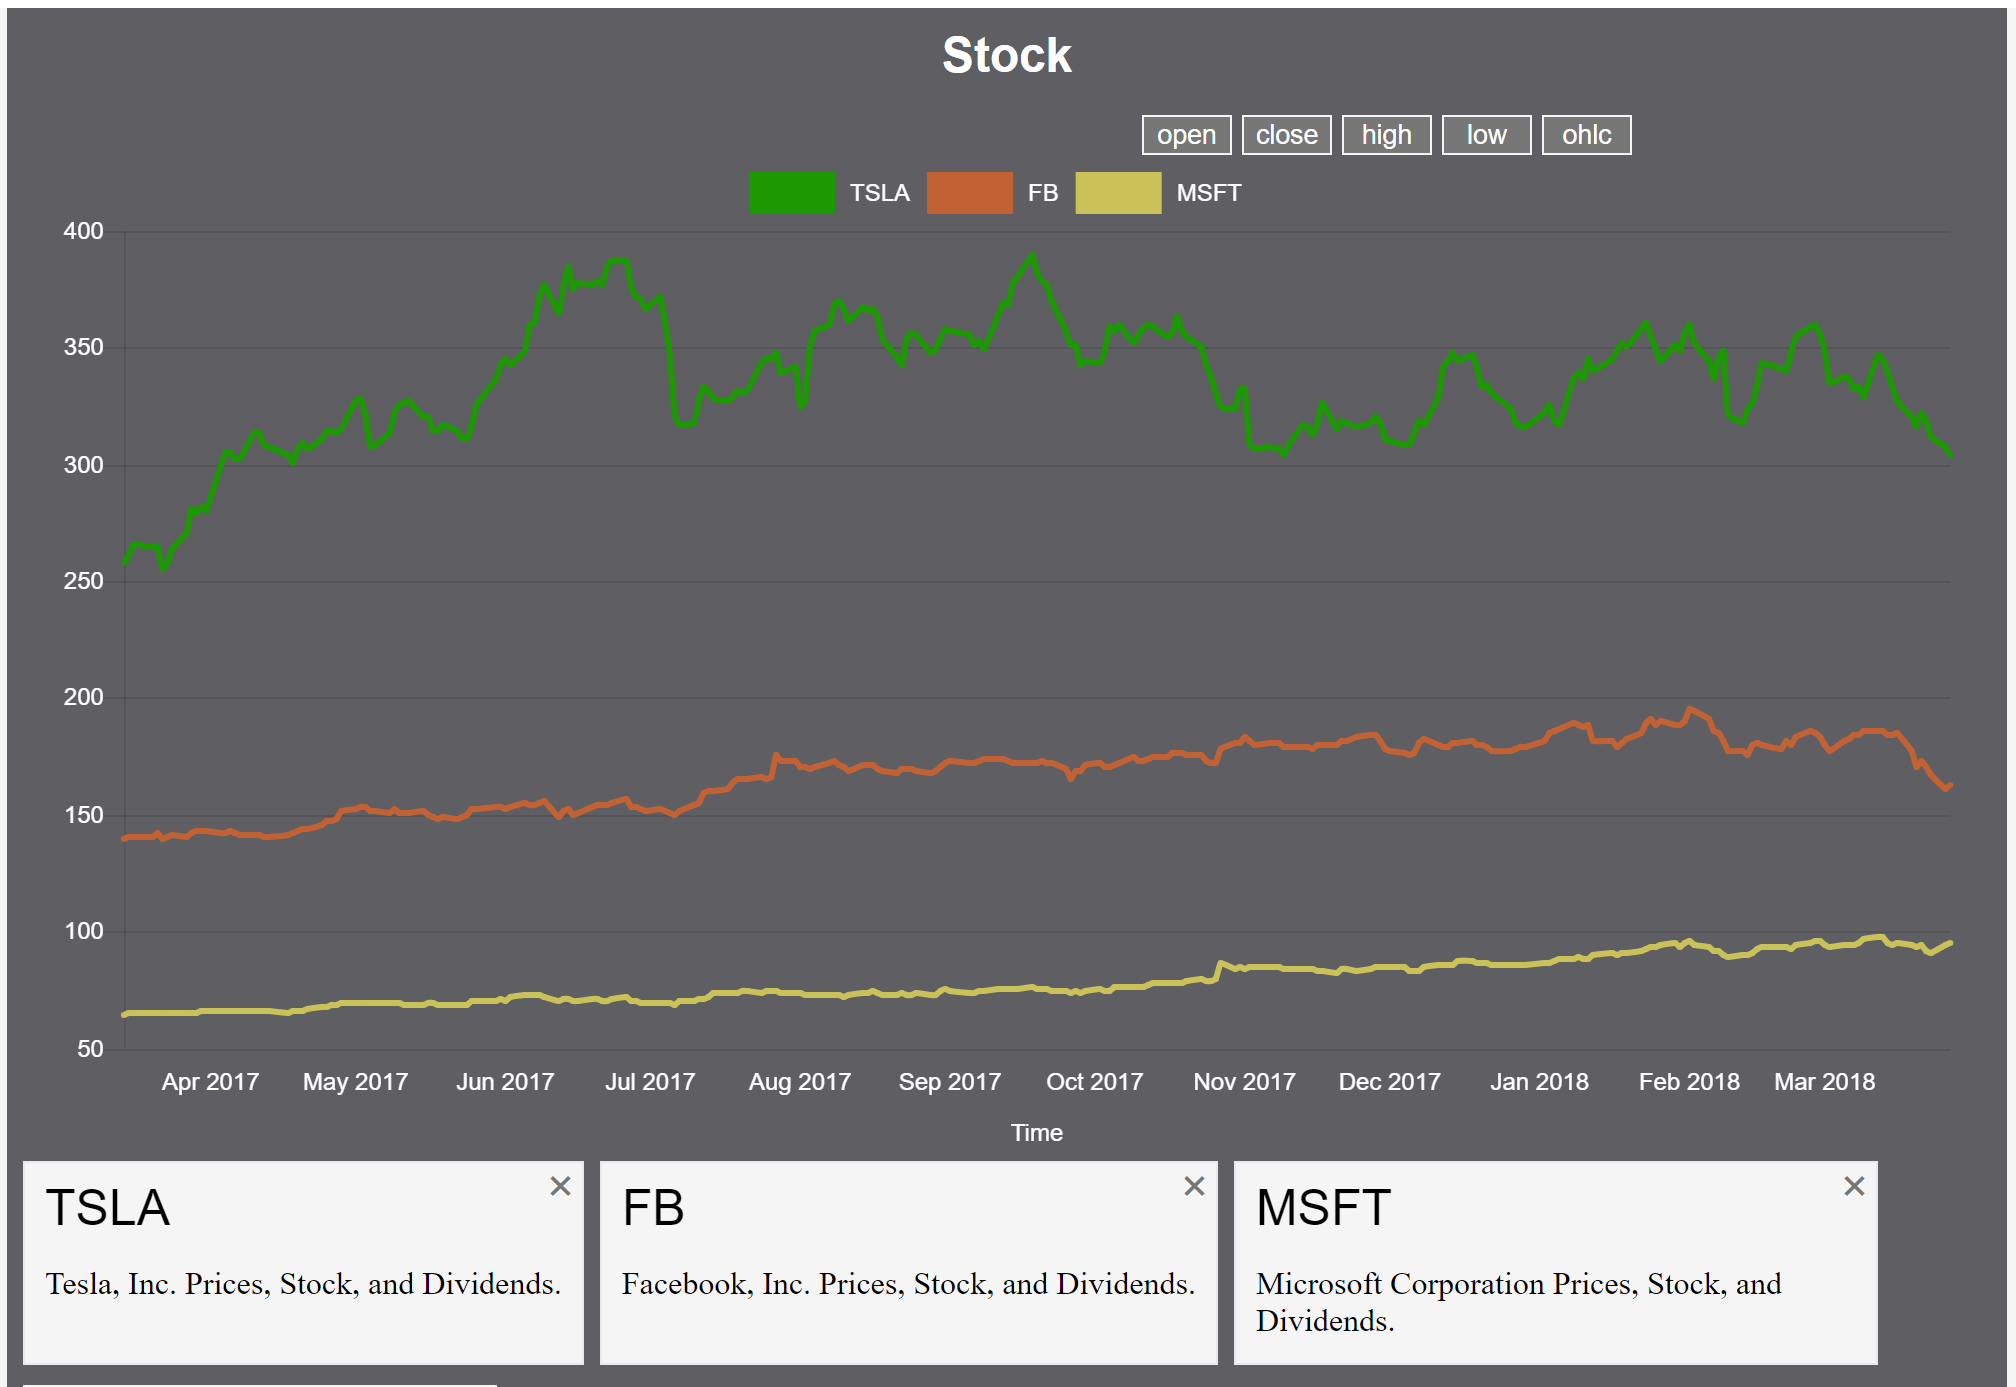 Stock
open close high low ohlc
TSLA FB MSFT
400
350
300
250
200
150
100
50
Apr 2017 May 2017 Jun 2017 Jul 2017 Aug 2017 Sep 2017 Oct 2017 Nov 2017 Dec 2017 Jan 2018 Feb 2018 Mar 2018
Time
TSLA
Tesla, Inc. Prices, Stock, and Dividends.
FB
Facebook, Inc. Prices, Stock, and Dividends.
MSFT
Microsoft Corporation Prices, Stock, and
Dividends.